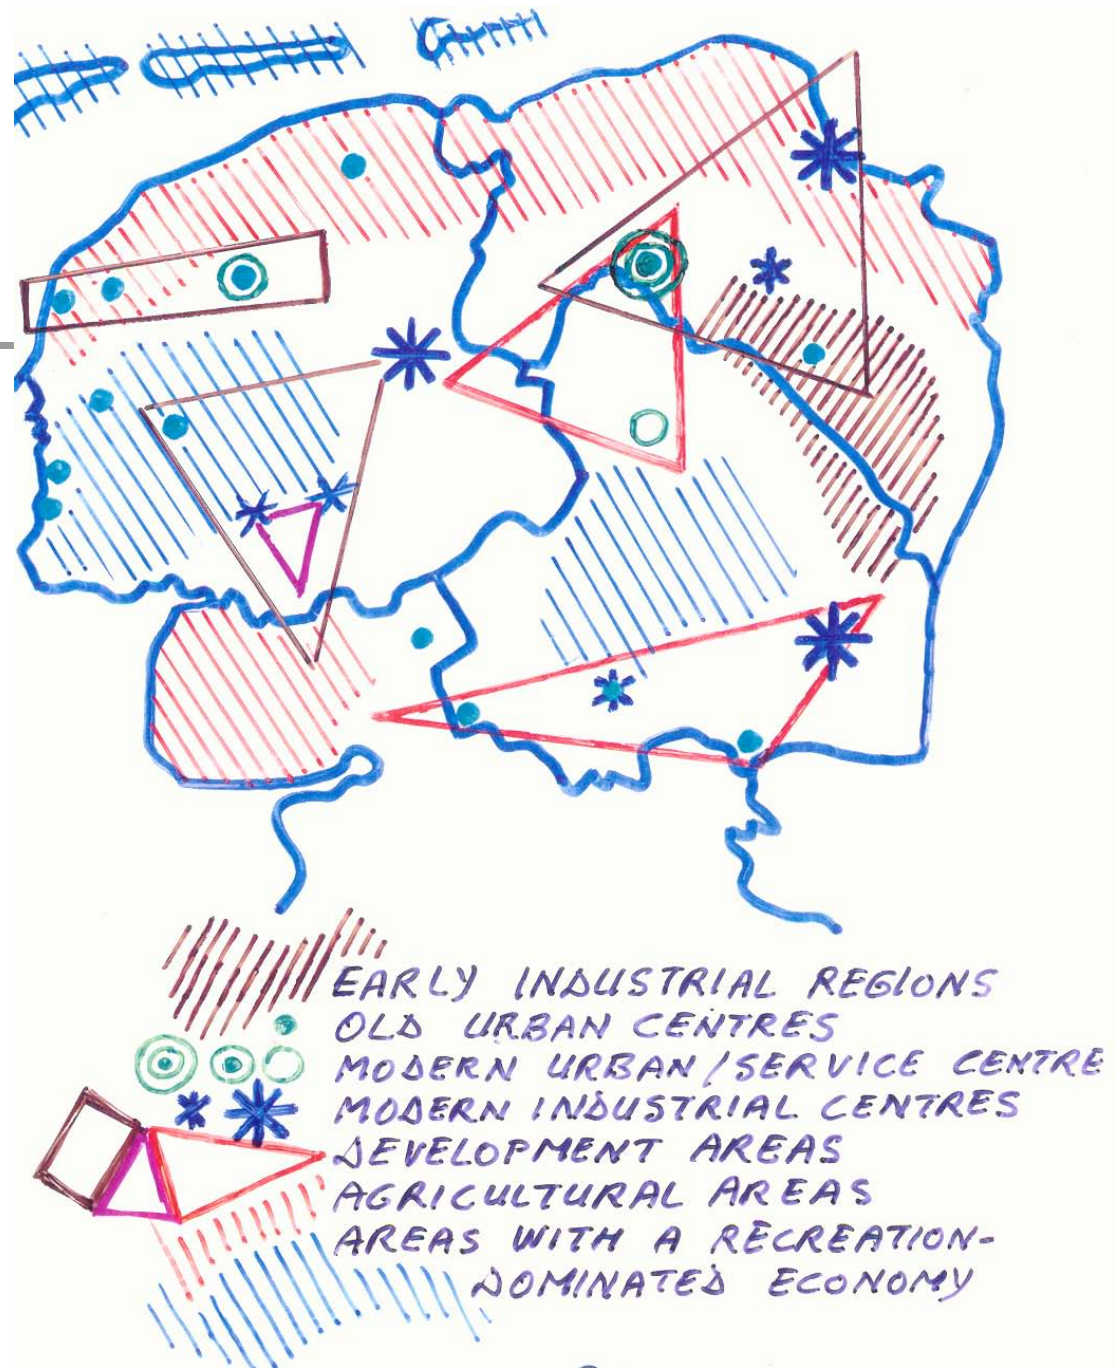 EARLY INDUSTRIAL REGIONS
OLD URBAN CENTRES
MODERN URBAN/SERVICE CENTRE
MODERN INDUSTRIAL CENTRES
DEVELOPMENT AREAS
AGRICULTURAL AREAS
AREAS WITH A RECREATION-
DOMINATED ECONOMY